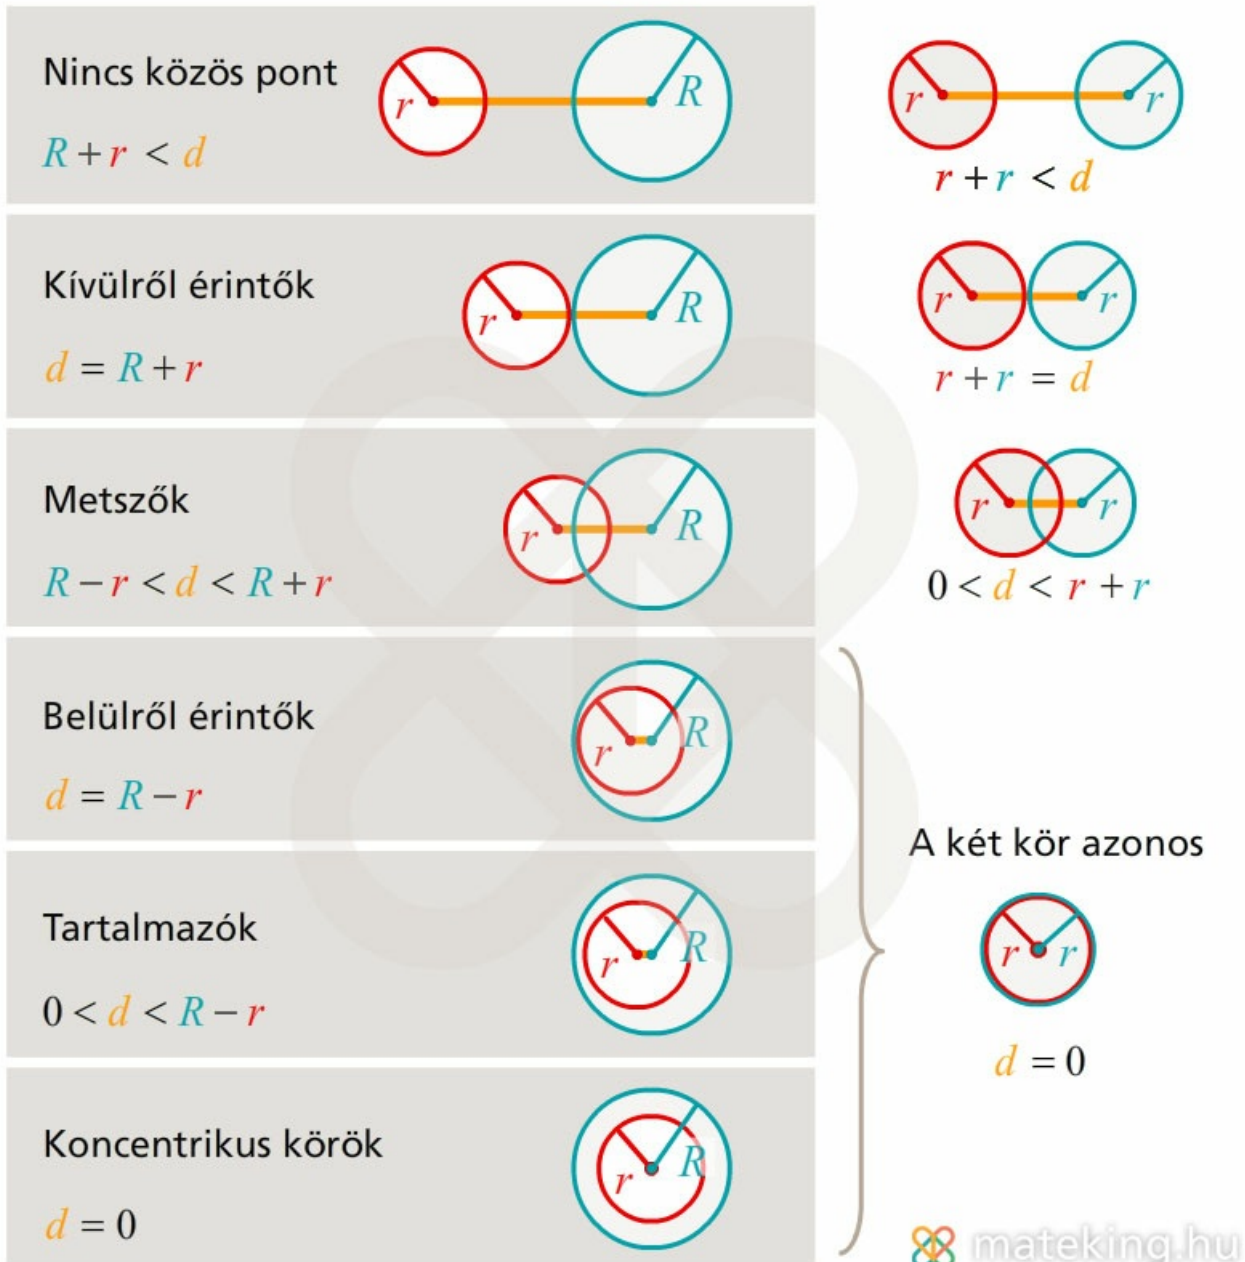 Nincs közös pont
r R
R + r < d
r r
r + r < d
Kívülről érintők
r R
d = R + r
r r
r + r = d
Metszők
r R
R − r < d < R + r
r r
0 < d < r + r
Belülről érintők
r R
d = R − r
Tartalmazók
r R
0 < d < R − r
Koncentrikus körök
r R
d = 0
A két kör azonos
r r
d = 0
mateking.hu